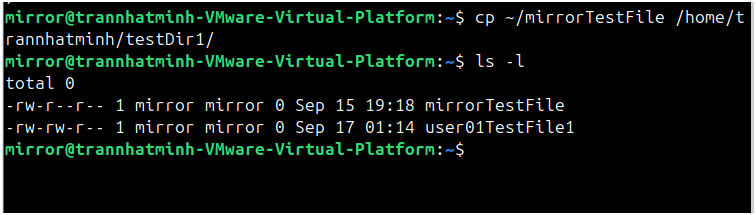 mirror@trannhatminh-VMware-Virtual-Platform:~$ cp ~/mirrorTestFile /home/t
rannhatminh/testDir1/
mirror@trannhatminh-VMware-Virtual-Platform:~$ ls -l
total 0
-rw-r--r-- 1 mirror mirror 0 Sep 15 19:18 mirrorTestFile
-rw-rw-r-- 1 mirror mirror 0 Sep 17 01:14 user01TestFile1
mirror@trannhatminh-VMware-Virtual-Platform:~$